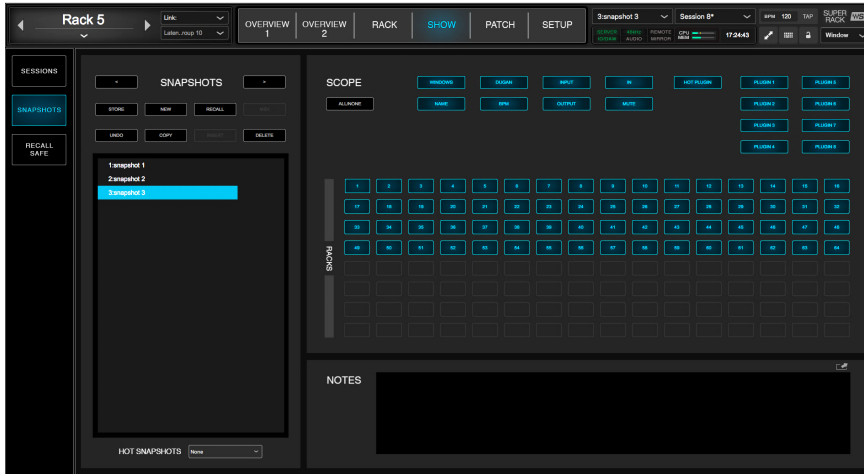 Rack 5
Link:
Laten.roup 10
OVERVIEW 1
OVERVIEW 2
RACK
SHOW
PATCH
SETUP
3:snapshot 3
Session 8*
BPM 120 TAP
SUPER RACK
SERVER 48kHz REMOTE CPU
AUDIO MIRROR MEM
17:24:43
Window
SESSIONS
SNAPSHOTS
RECALL SAFE
< SNAPSHOTS >
STORE NEW RECALL
UNDO COPY DELETE
1:snapshot 1
2:snapshot 2
3:snapshot 3
HOT SNAPSHOTS None
SCOPE
ALL/NONE
WINDOWS DUGAN INPUT IN HOT PLUGIN PLUGIN 1 PLUGIN 5
NAME BPM OUTPUT MUTE PLUGIN 2 PLUGIN 6
PLUGIN 3 PLUGIN 7
PLUGIN 4 PLUGIN 8
RACKS
1 2 3 4 5 6 7 8 9 10 11 12 13 14 15 16
17 18 19 20 21 22 23 24 25 26 27 28 29 30 31 32
33 34 35 36 37 38 39 40 41 42 43 44 45 46 47 48
49 50 51 52 53 54 55 56 57 58 59 60 61 62 63 64
NOTES